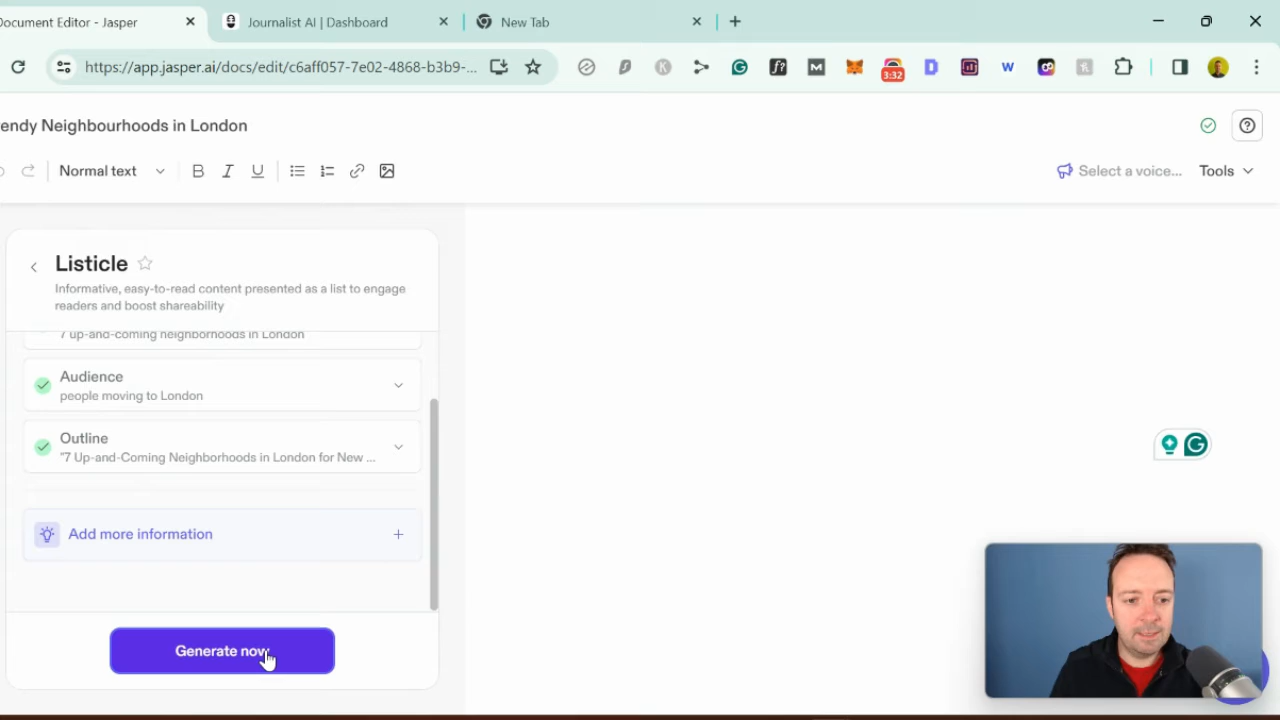 Document Editor - Jasper
Journalist AI | Dashboard
New Tab
https://app.jasper.ai/docs/edit/c6aff057-7e02-4868-b3b9-...
3:32
endy Neighbourhoods in London
Normal text
B I U
Select a voice...
Tools
Listicle
Informative, easy-to-read content presented as a list to engage
readers and boost shareability
7 up-and-coming neighborhoods in London
Audience
people moving to London
Outline
"7 Up-and-Coming Neighborhoods in London for New ...
Add more information
Generate now